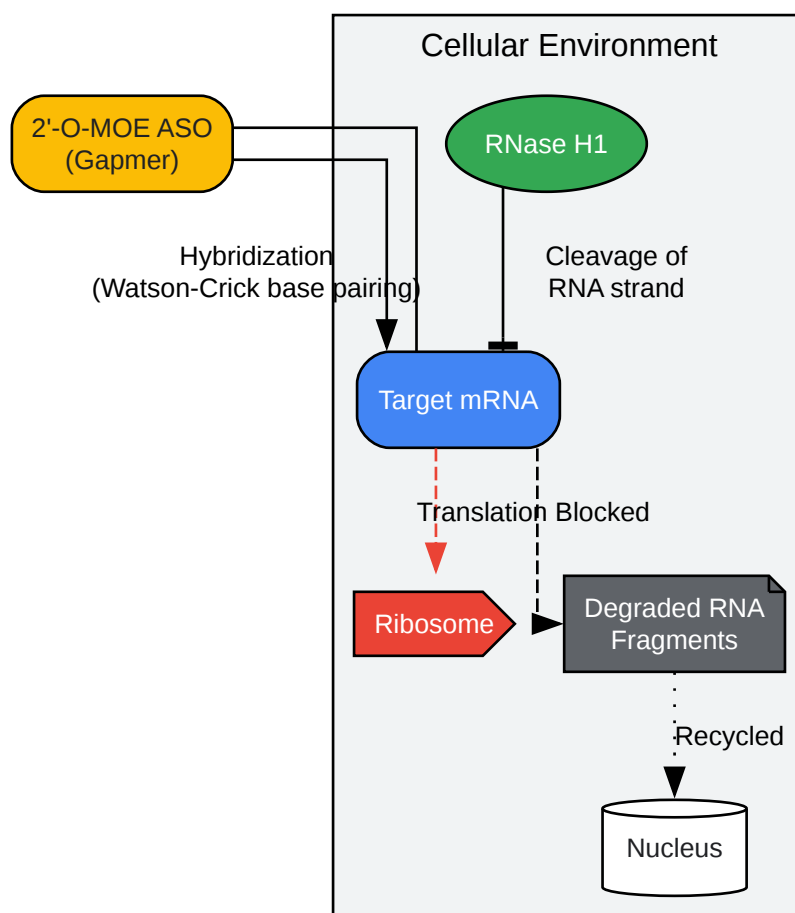 Cellular Environment
2'-O-MOE ASO
(Gapmer)
RNase H1
Hybridization
(Watson-Crick base pairing)
Cleavage of
RNA strand
Target mRNA
Translation Blocked
Ribosome
Degraded RNA
Fragments
Recycled
Nucleus